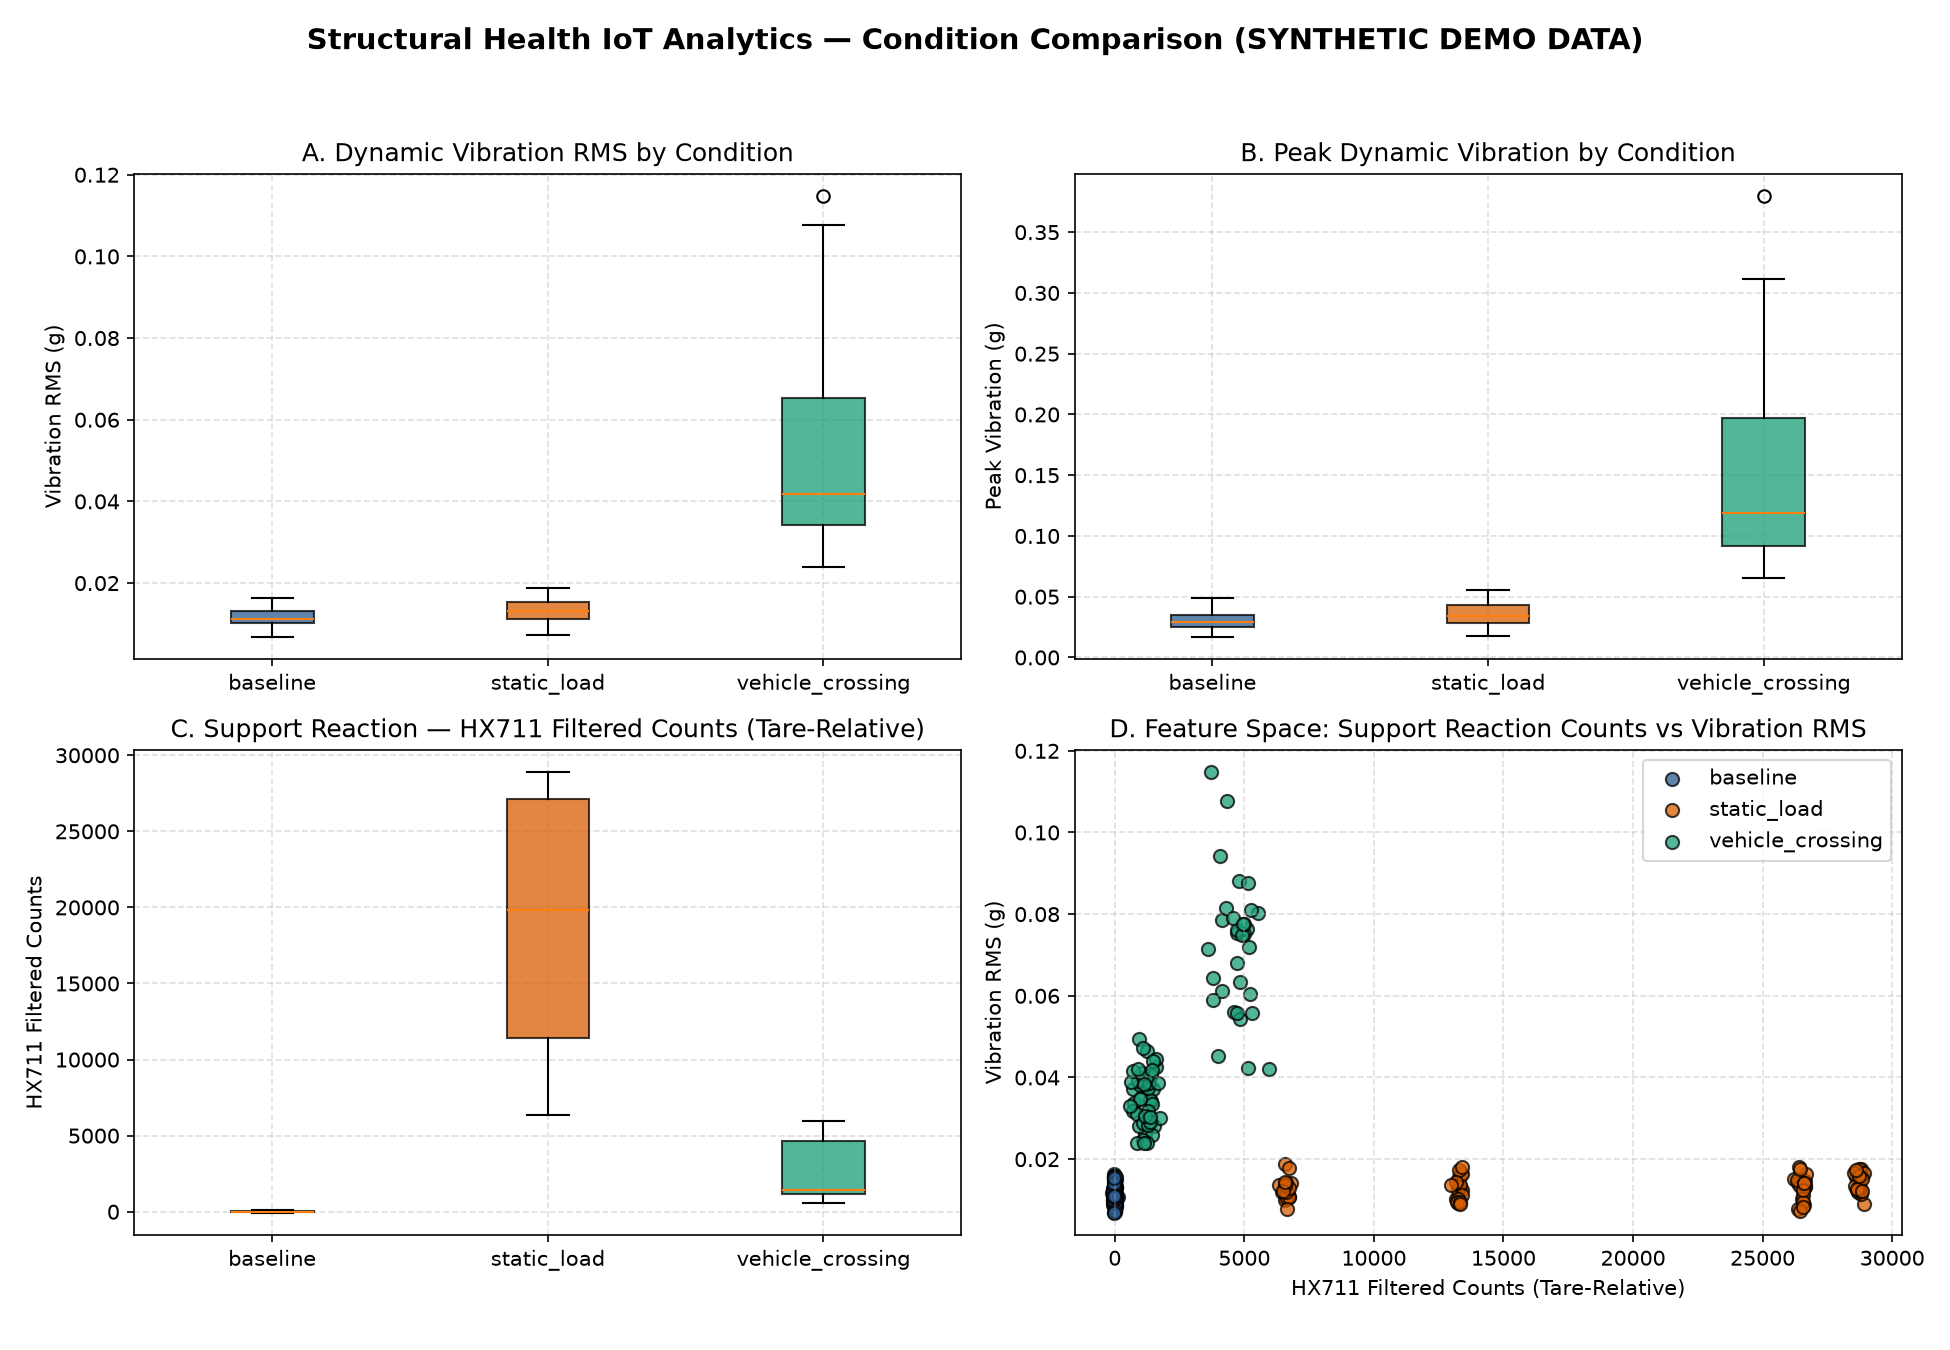 Structural Health IoT Analytics — Condition Comparison (SYNTHETIC DEMO DATA)
A. Dynamic Vibration RMS by Condition
Vibration RMS (g)
0.12
0.10
0.08
0.06
0.04
0.02
baseline static_load vehicle_crossing
B. Peak Dynamic Vibration by Condition
Peak Vibration (g)
0.35
0.30
0.25
0.20
0.15
0.10
0.05
0.00
baseline static_load vehicle_crossing
C. Support Reaction — HX711 Filtered Counts (Tare-Relative)
HX711 Filtered Counts
30000
25000
20000
15000
10000
5000
0
baseline static_load vehicle_crossing
D. Feature Space: Support Reaction Counts vs Vibration RMS
Vibration RMS (g)
0.12
0.10
0.08
0.06
0.04
0.02
baseline
static_load
vehicle_crossing
0 5000 10000 15000 20000 25000 30000
HX711 Filtered Counts (Tare-Relative)